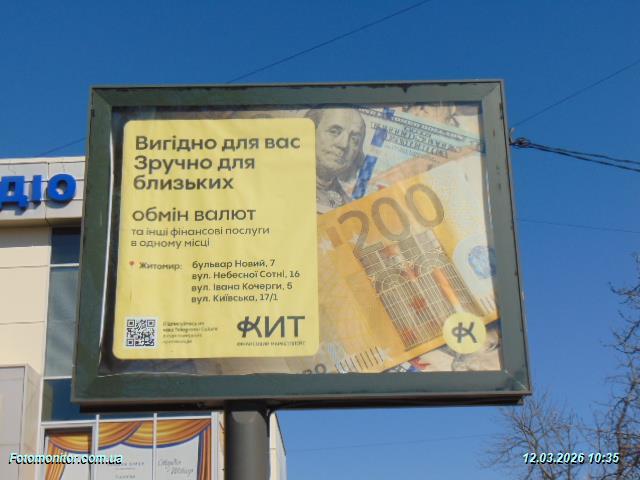 Вигідно для вас
Зручно для
близьких
обмін валют
та інші фінансові послуги
в одному місці
Житомир:
бульвар Новий, 7
вул. Небесної Сотні, 16
вул. Івана Кочерги, 5
вул. Київська, 17/1
КИТ
ФІНАНСОВИЙ МАРКЕТПЛЕЙС
200
ДІО
Fotomonitor.com.ua
12.03.2026 10:35